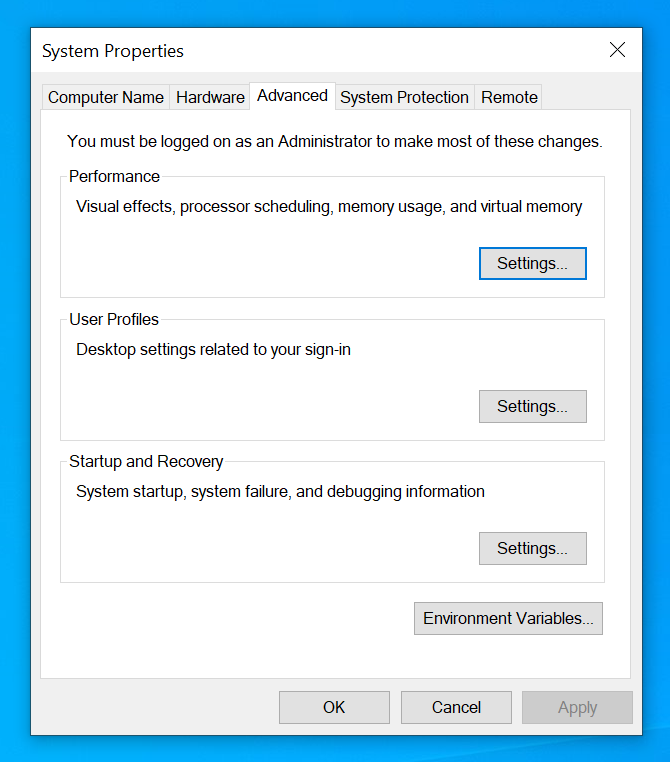 System Properties
Computer Name Hardware Advanced System Protection Remote
You must be logged on as an Administrator to make most of these changes.
Performance
Visual effects, processor scheduling, memory usage, and virtual memory
Settings...
User Profiles
Desktop settings related to your sign-in
Settings...
Startup and Recovery
System startup, system failure, and debugging information
Settings...
Environment Variables...
OK Cancel Apply